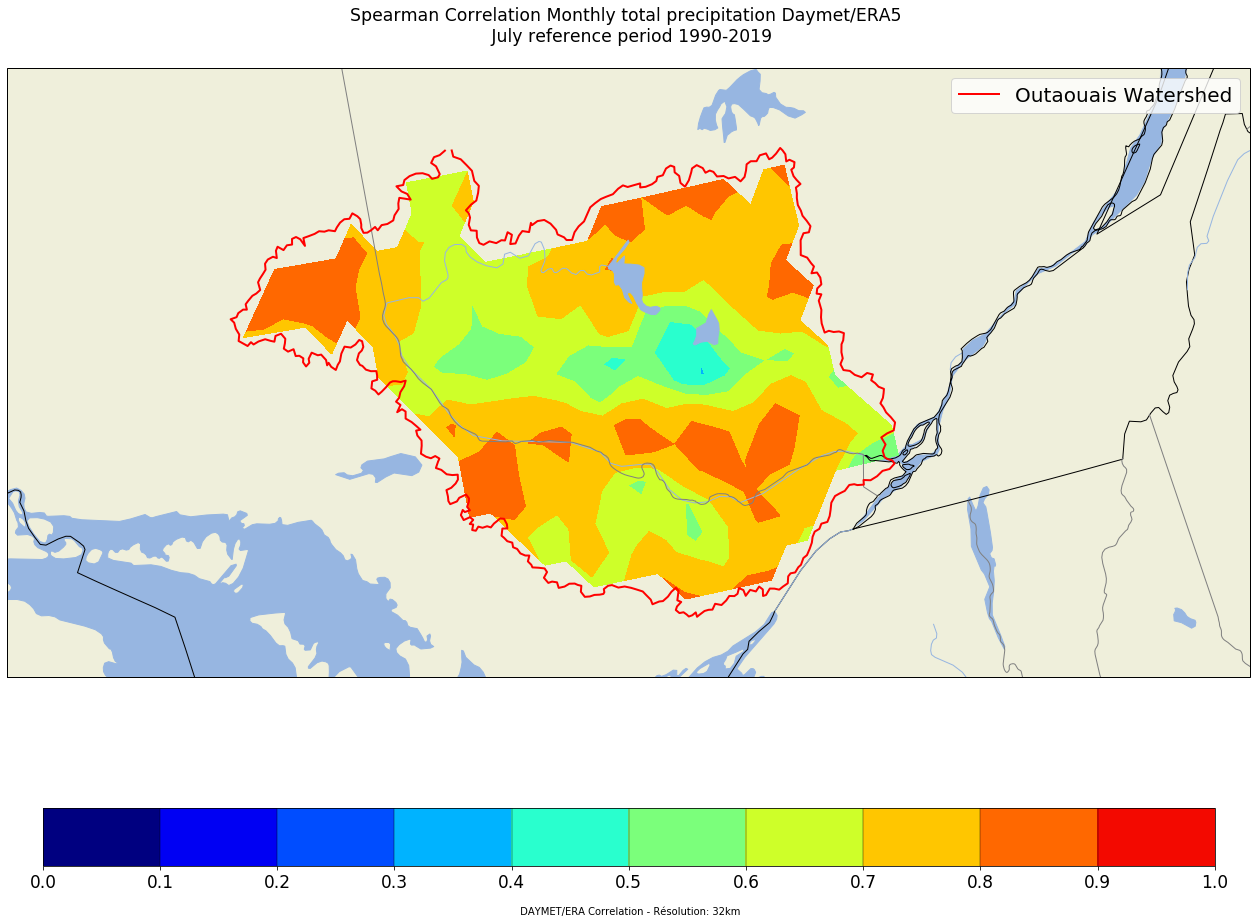 Spearman Correlation Monthly total precipitation Daymet/ERA5
July reference period 1990-2019
Outaouais Watershed
0.0 0.1 0.2 0.3 0.4 0.5 0.6 0.7 0.8 0.9 1.0
DAYMET/ERA Correlation - Résolution: 32km